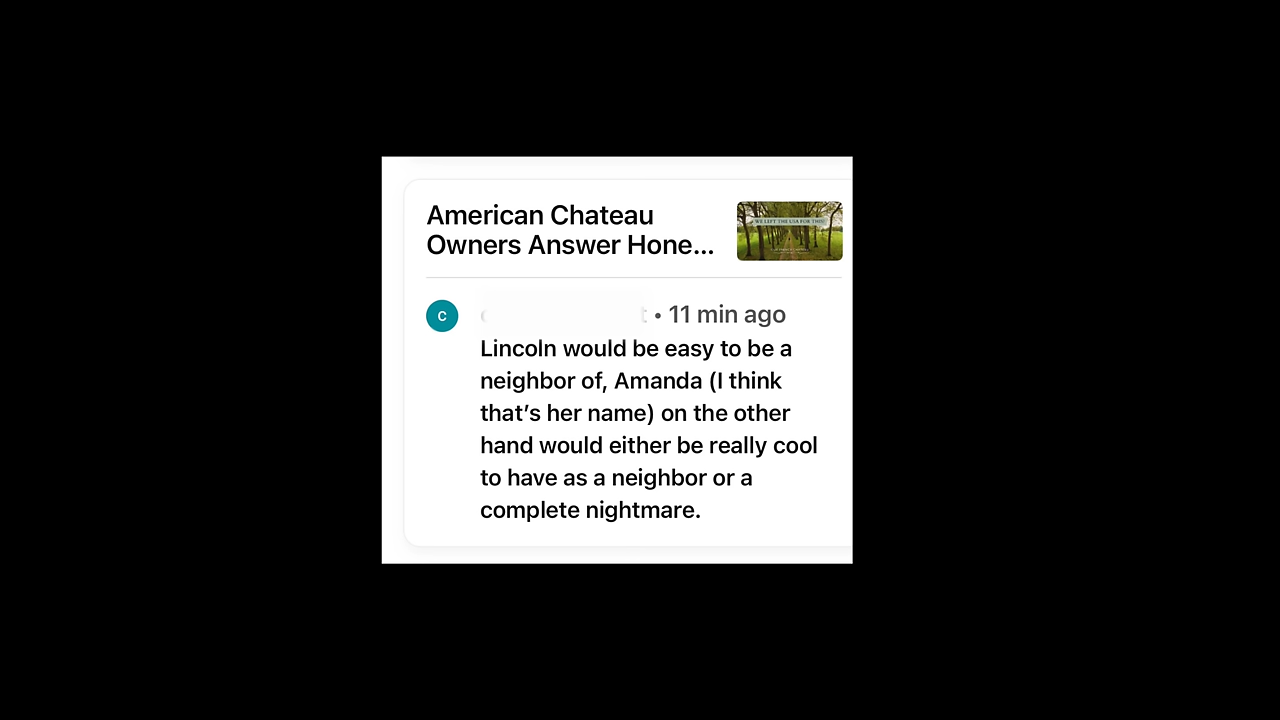 American Chateau
Owners Answer Hone...
WE LEFT THE USA FOR THIS
C
• 11 min ago
Lincoln would be easy to be a
neighbor of, Amanda (I think
that’s her name) on the other
hand would either be really cool
to have as a neighbor or a
complete nightmare.